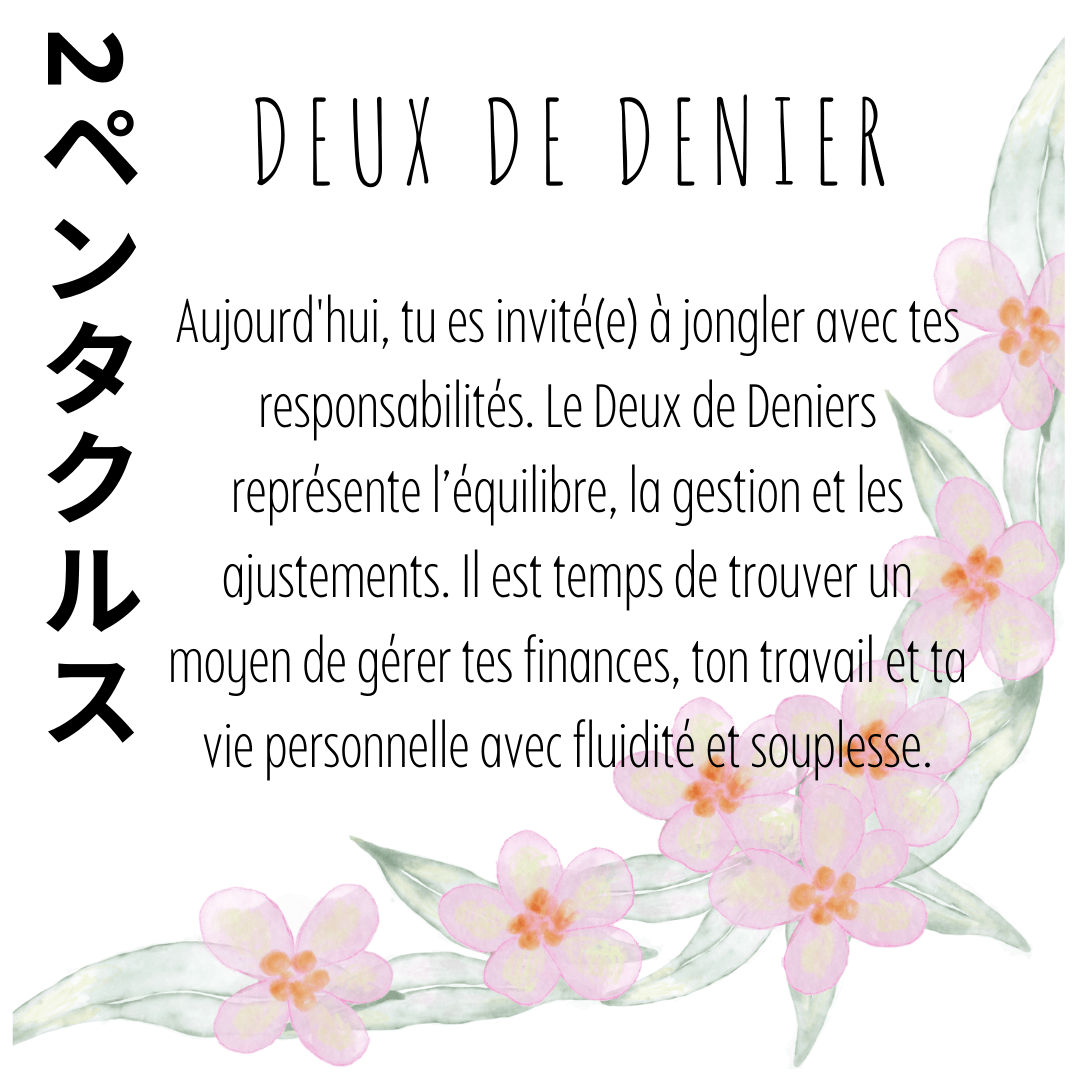 2ペンタクルス
DEUX DE DENIER
Aujourd'hui, tu es invité(e) à jongler avec tes
responsabilités. Le Deux de Deniers
représente l’équilibre, la gestion et les
ajustements. Il est temps de trouver un
moyen de gérer tes finances, ton travail et ta
vie personnelle avec fluidité et souplesse.